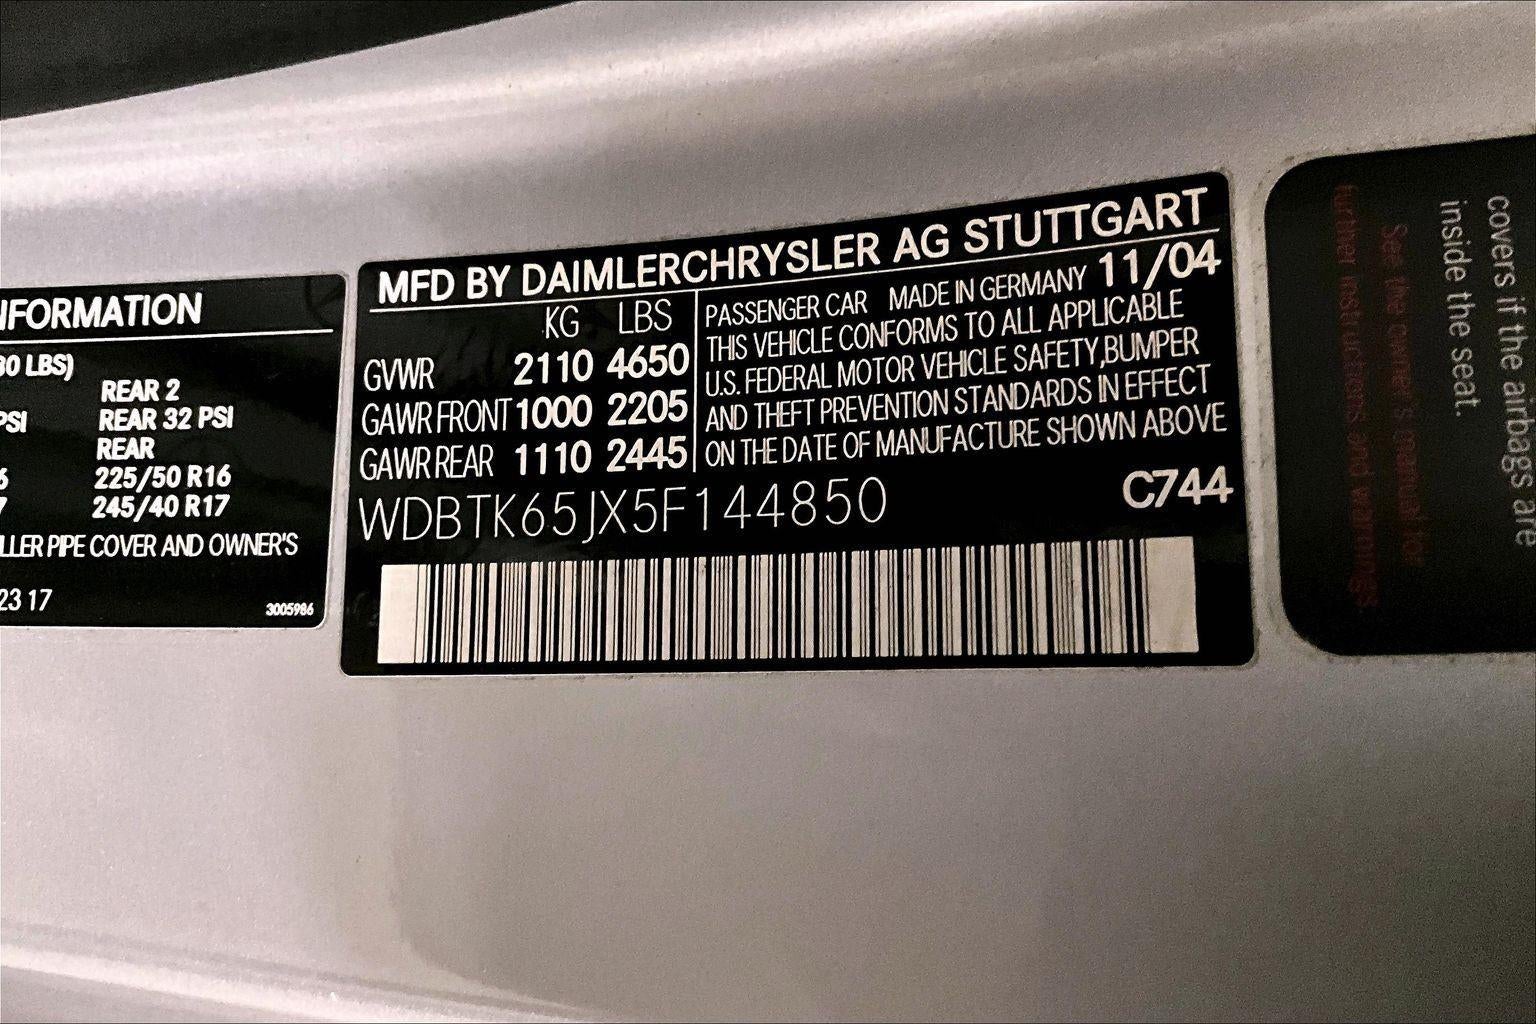 NFORMATION
30 LBS)
REAR 2
PSI REAR 32 PSI
REAR
6 225/50 R16
7 245/40 R17
LLER PIPE COVER AND OWNER'S
23 17
3005986
MFD BY DAIMLERCHRYSLER AG STUTTGART
KG LBS
GVWR 2110 4650
GAWR FRONT 1000 2205
GAWR REAR 1110 2445
PASSENGER CAR MADE IN GERMANY 11/04
THIS VEHICLE CONFORMS TO ALL APPLICABLE
U.S. FEDERAL MOTOR VEHICLE SAFETY,BUMPER
AND THEFT PREVENTION STANDARDS IN EFFECT
ON THE DATE OF MANUFACTURE SHOWN ABOVE
WDBTK65JX5F144850
C744
covers if the airbags are
inside the seat.
See the owner's manual for
further instructions and warnings.